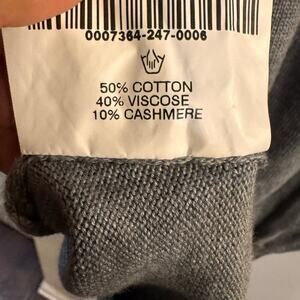 0007364-247-0006
50% COTTON
40% VISCOSE
10% CASHMERE